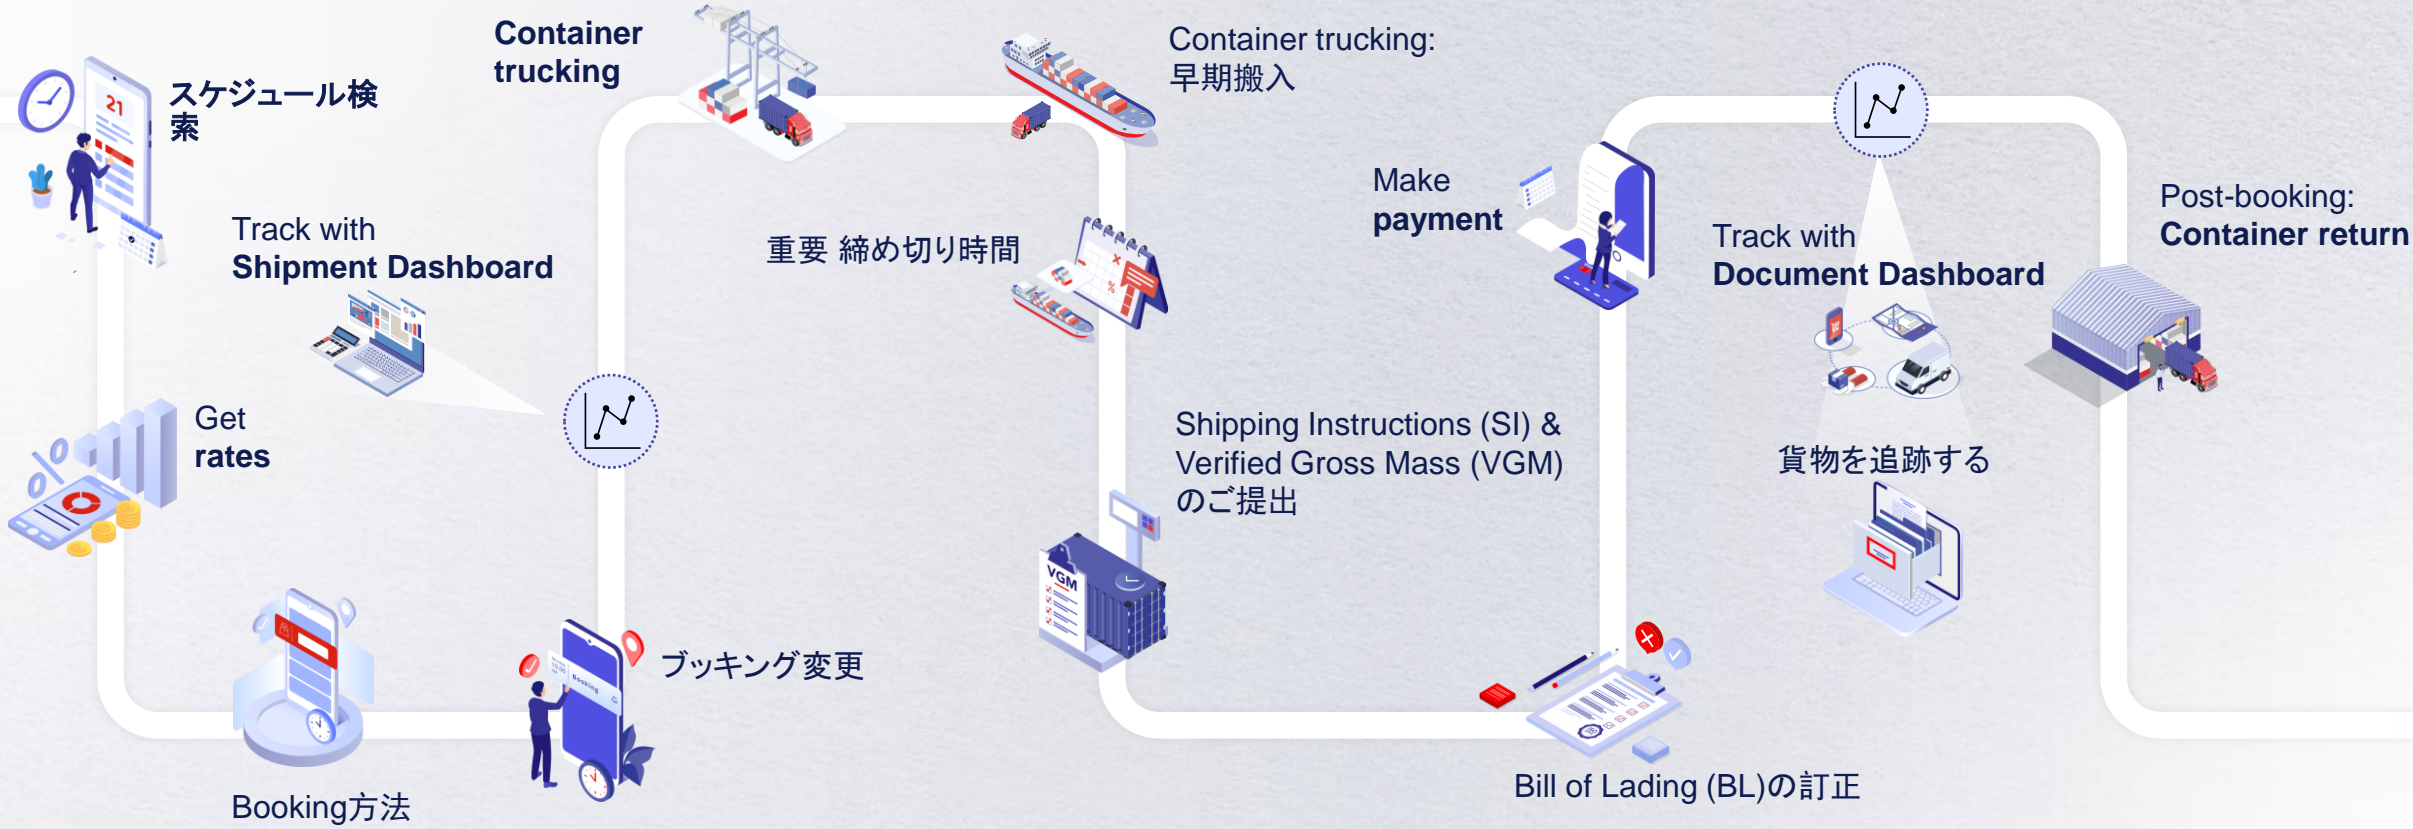 スケジュール検
索
21
Track with
Shipment Dashboard
Get
rates
Booking方法
Booking
ブッキング変更
Container
trucking
Container trucking:
早期搬入
重要 締め切り時間
Shipping Instructions (SI) &
Verified Gross Mass (VGM)
のご提出
VGM
Bill of Lading (BL)の訂正
Make
payment
Track with
Document Dashboard
貨物を追跡する
Post-booking:
Container return